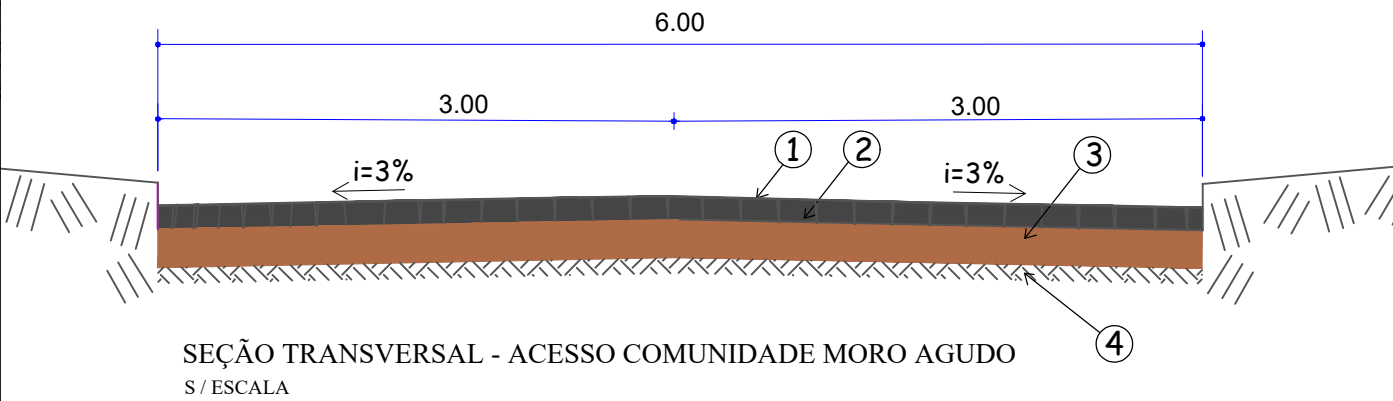 6.00
3.00 3.00
i=3% 1 2 i=3% 3
4
SEÇÃO TRANSVERSAL - ACESSO COMUNIDADE MORO AGUDO
S / ESCALA